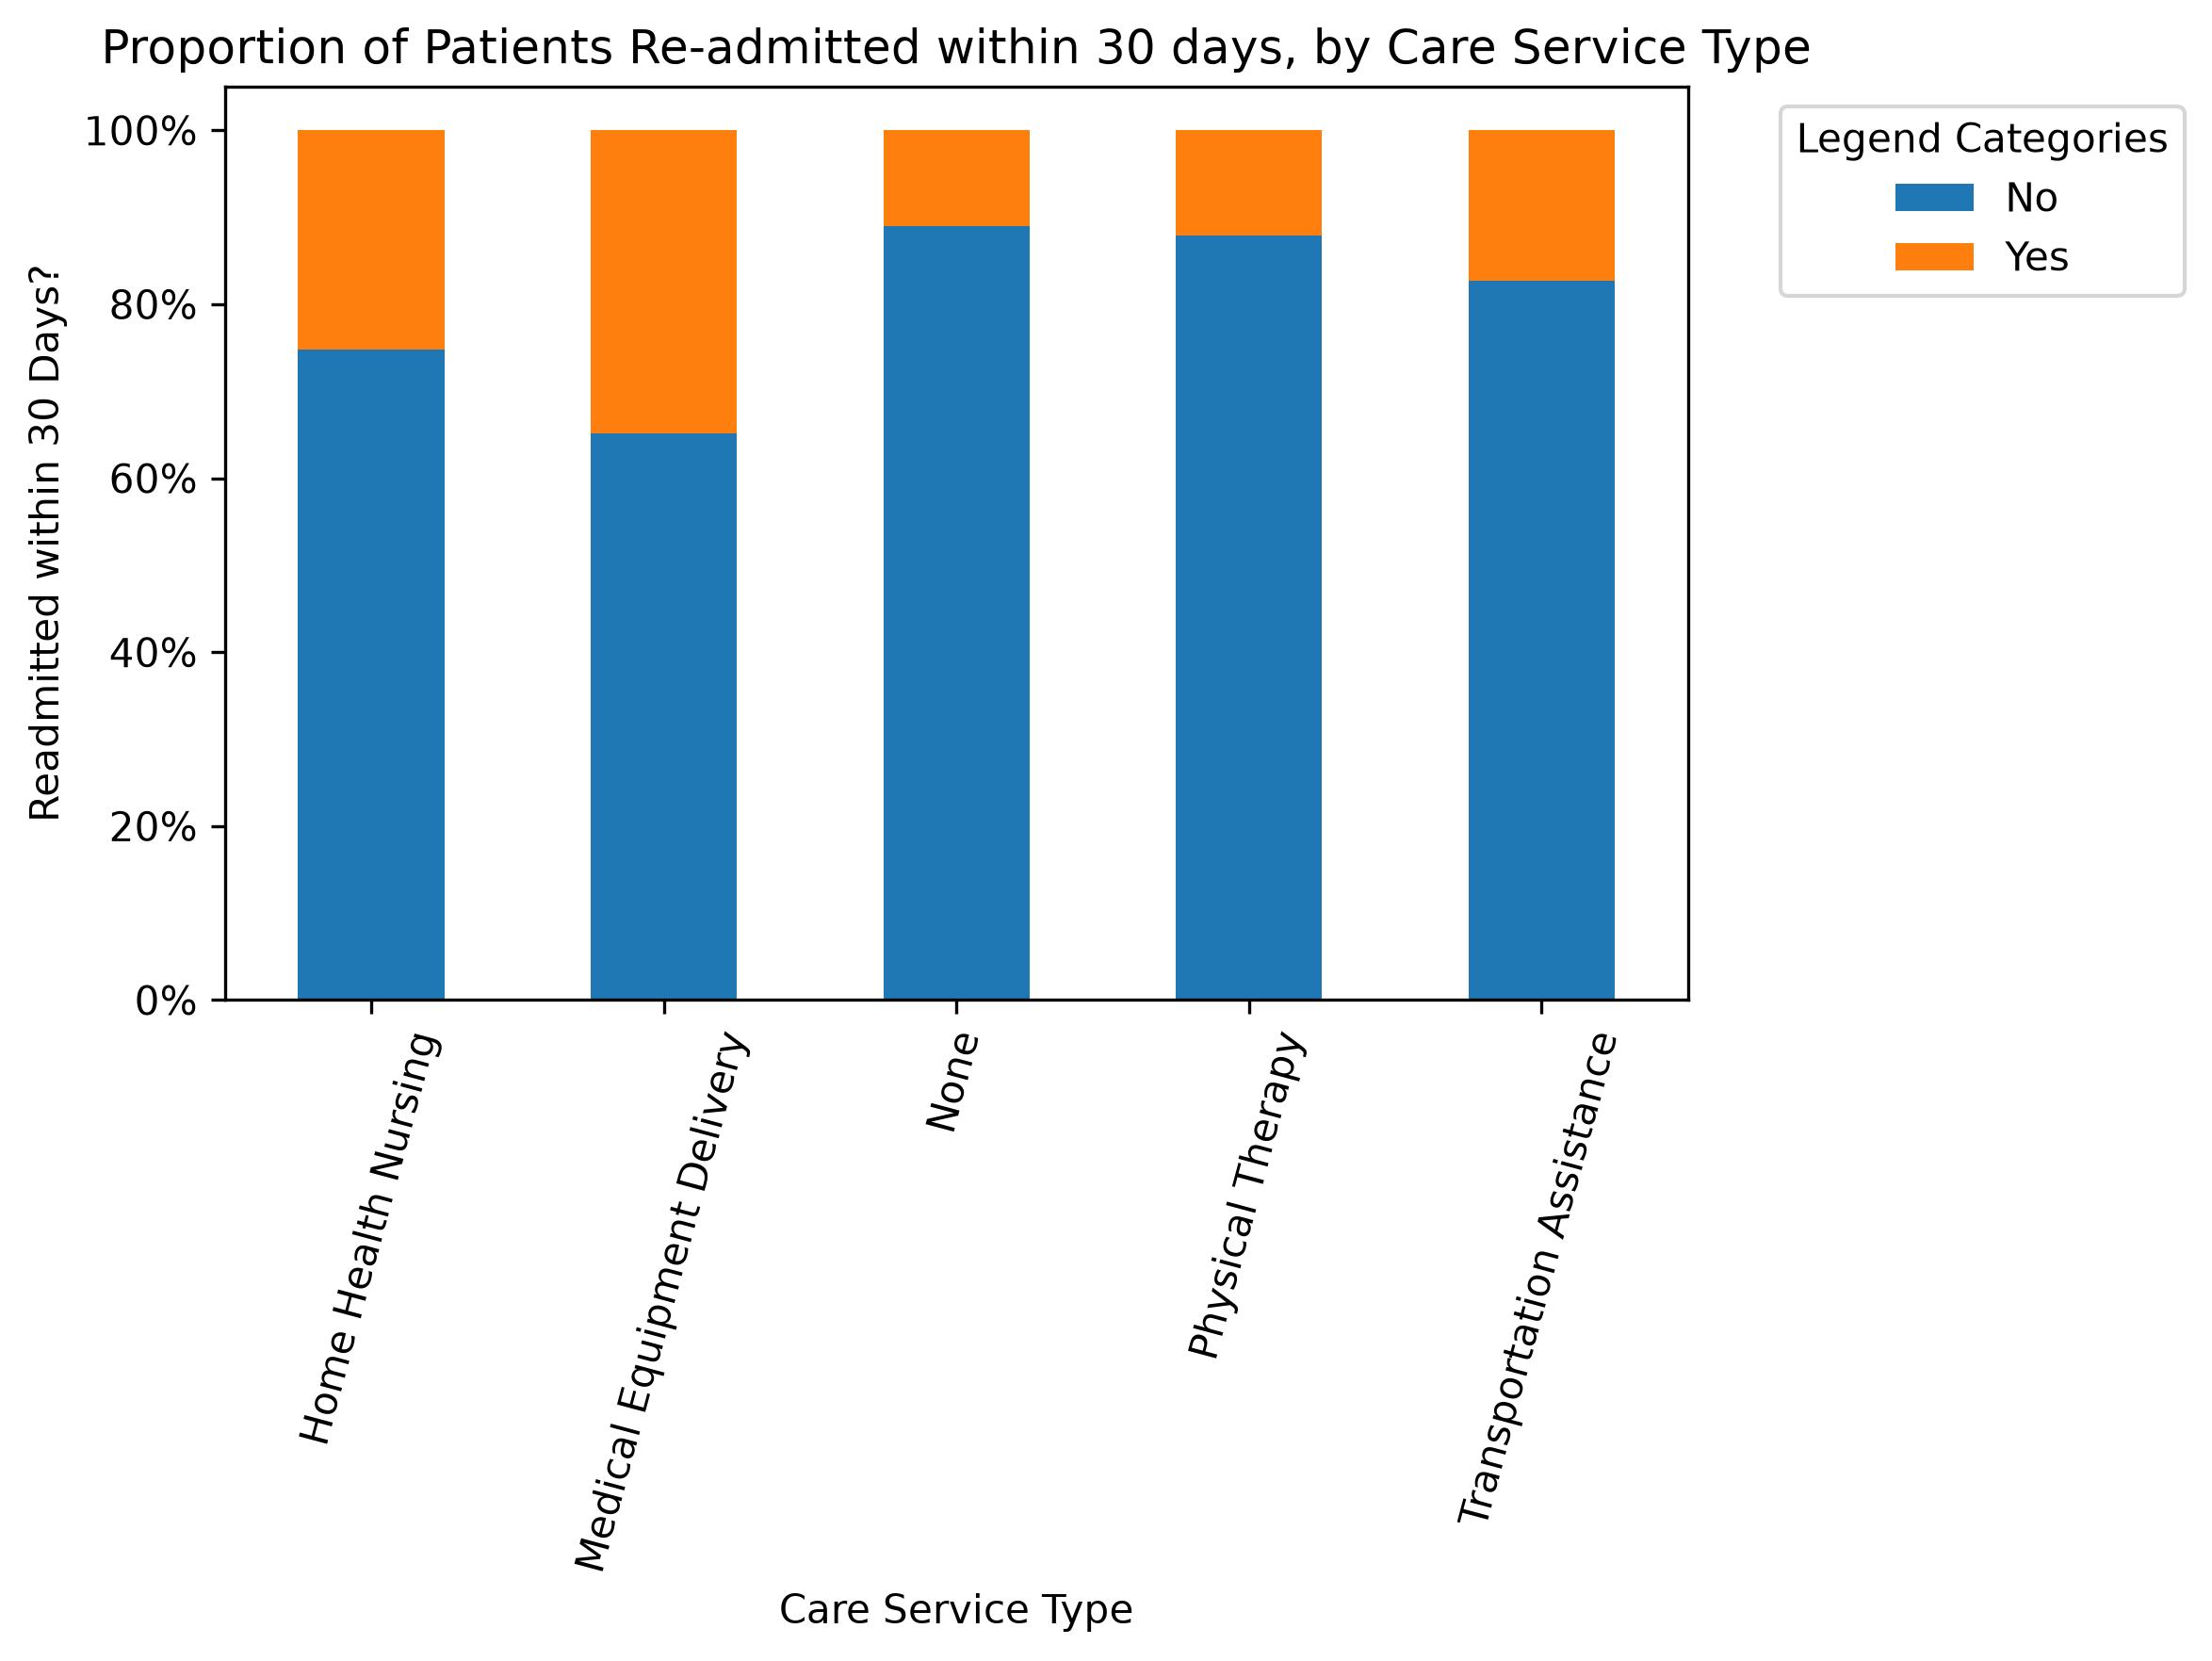 Proportion of Patients Re-admitted within 30 days, by Care Service Type
Legend Categories
No
Yes
Readmitted within 30 Days?
100%
80%
60%
40%
20%
0%
Home Health Nursing
Medical Equipment Delivery
None
Physical Therapy
Transportation Assistance
Care Service Type